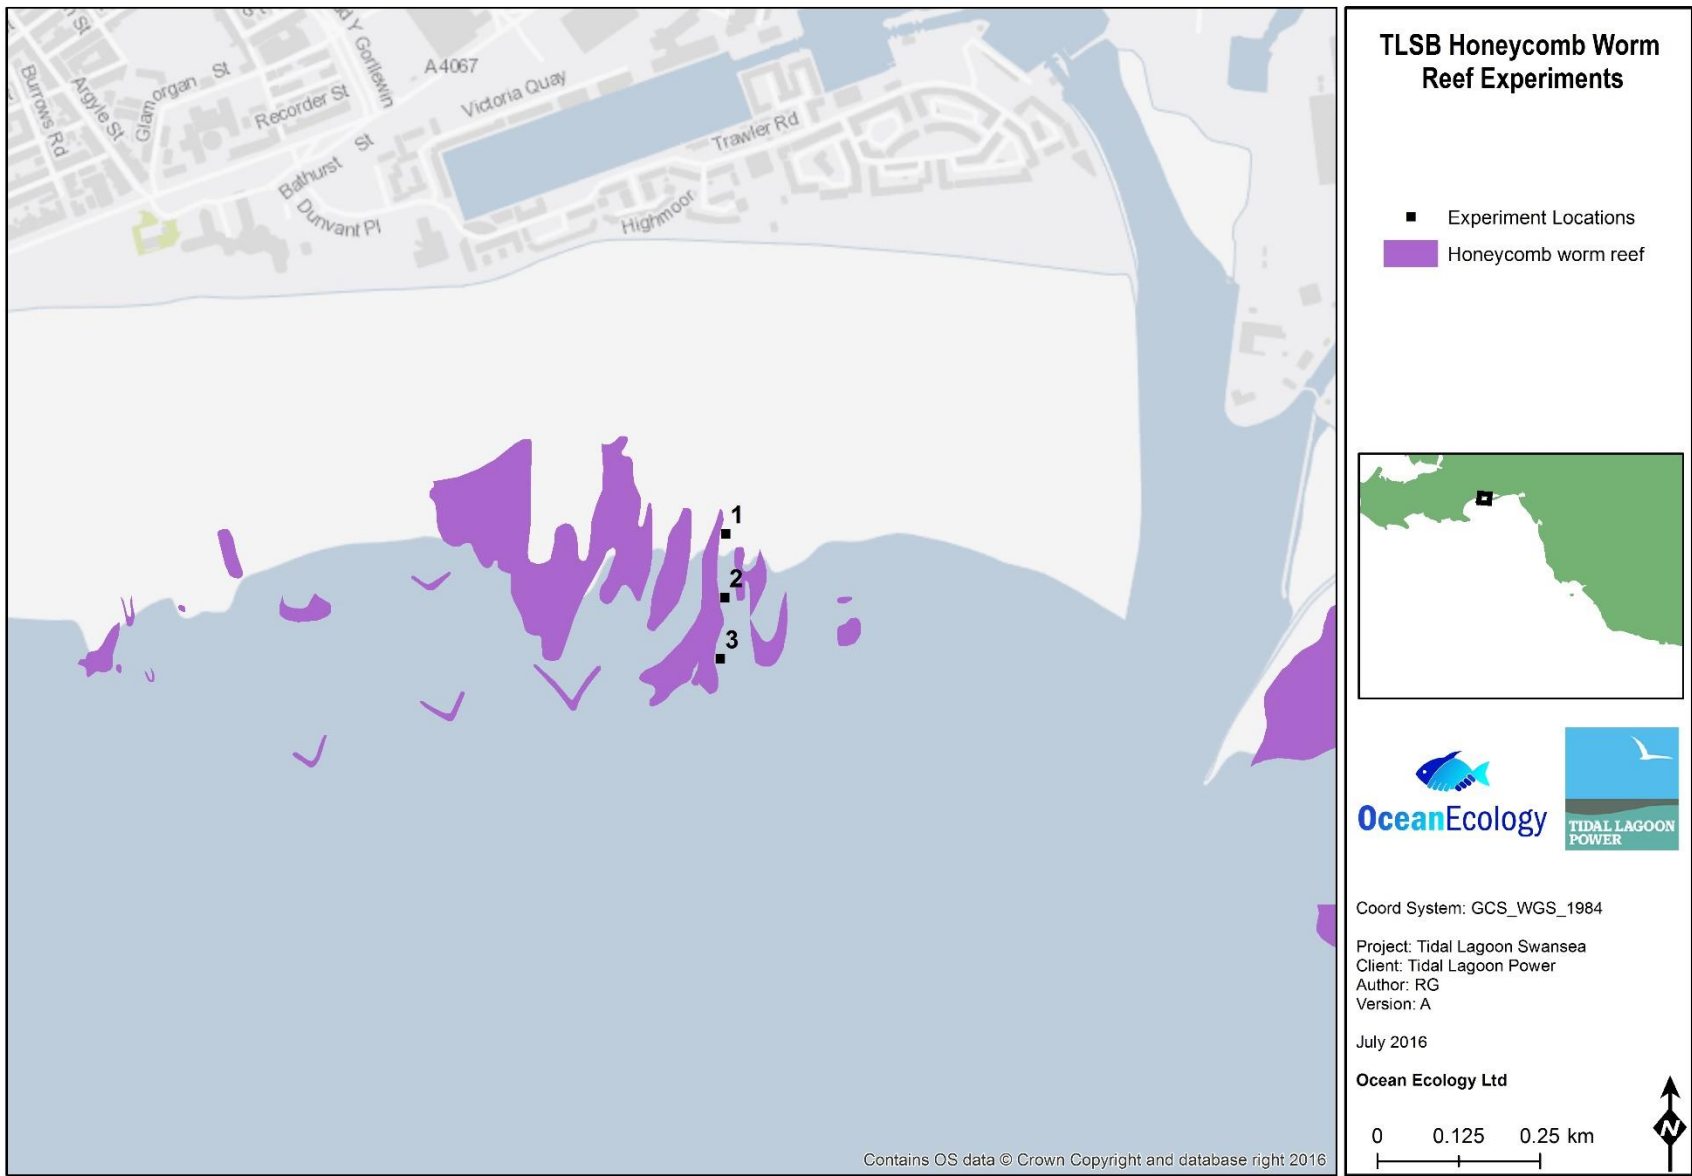 Burrows Rd
Argyle St
Glamorgan St
Recorder St
A4067
Victoria Quay
Bathurst St
Dunvant Pl
Trawler Rd
Highmoor
1
2
3
Contains OS data © Crown Copyright and database right 2016
TLSB Honeycomb Worm
Reef Experiments
Experiment Locations
Honeycomb worm reef
OceanEcology
TIDAL LAGOON
POWER
Coord System: GCS_WGS_1984
Project: Tidal Lagoon Swansea
Client: Tidal Lagoon Power
Author: RG
Version: A
July 2016
Ocean Ecology Ltd
0 0.125 0.25 km
N